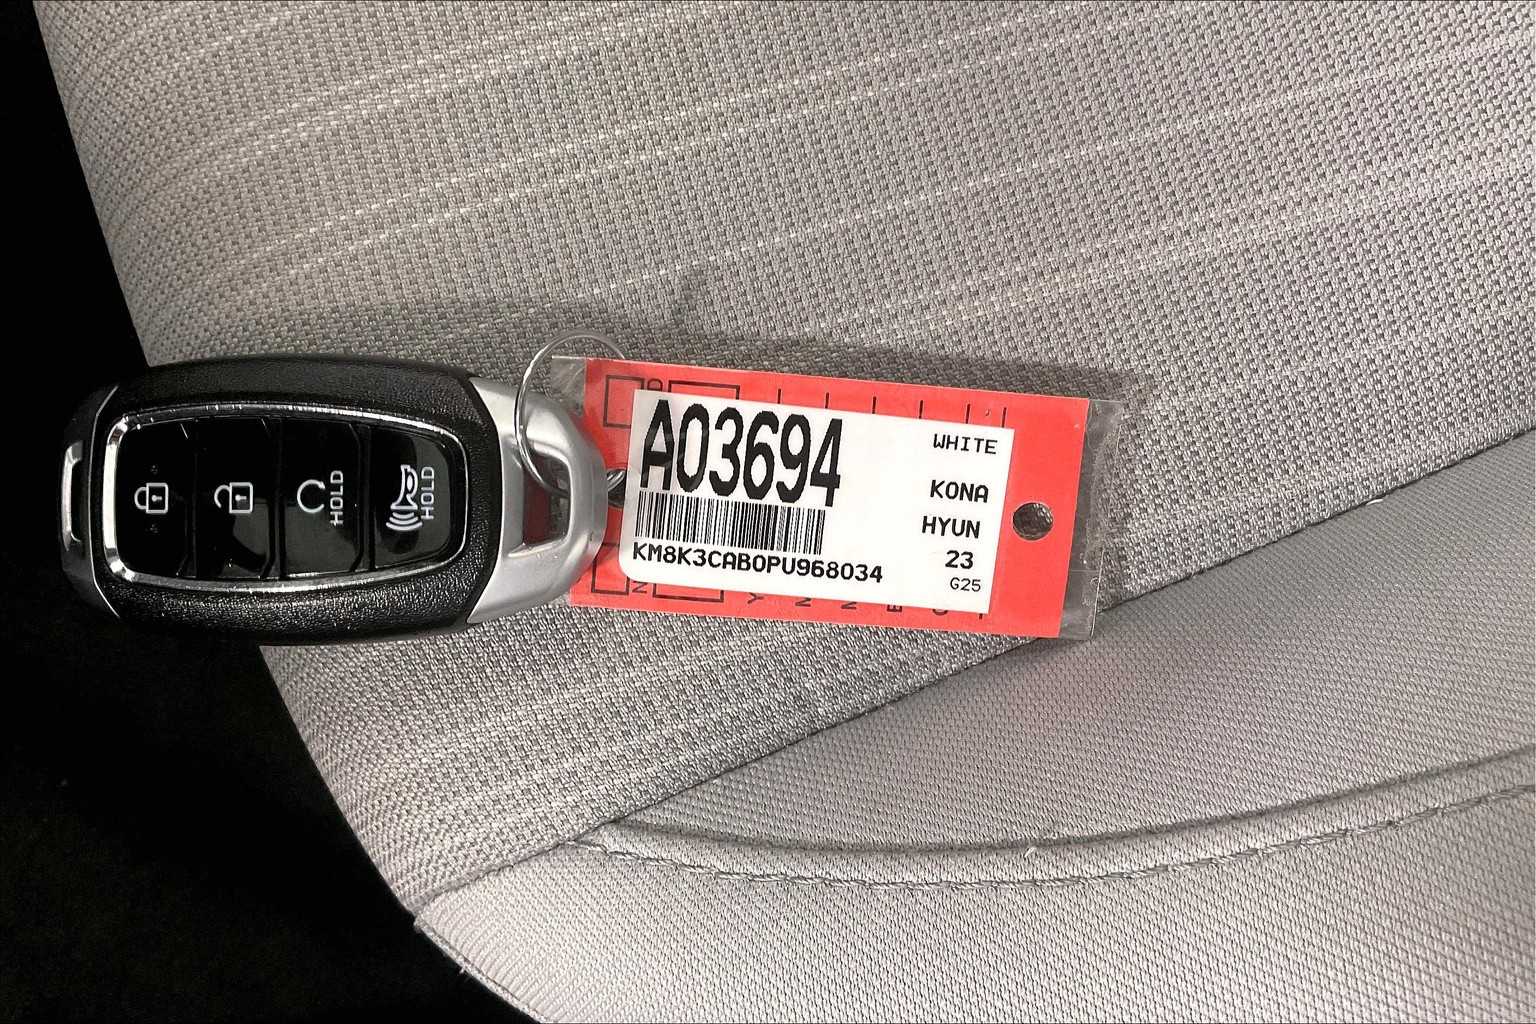 A03694
WHITE
KONA
HYUN
23
G25
KM8K3CAB0PU968034
HOLD
HOLD